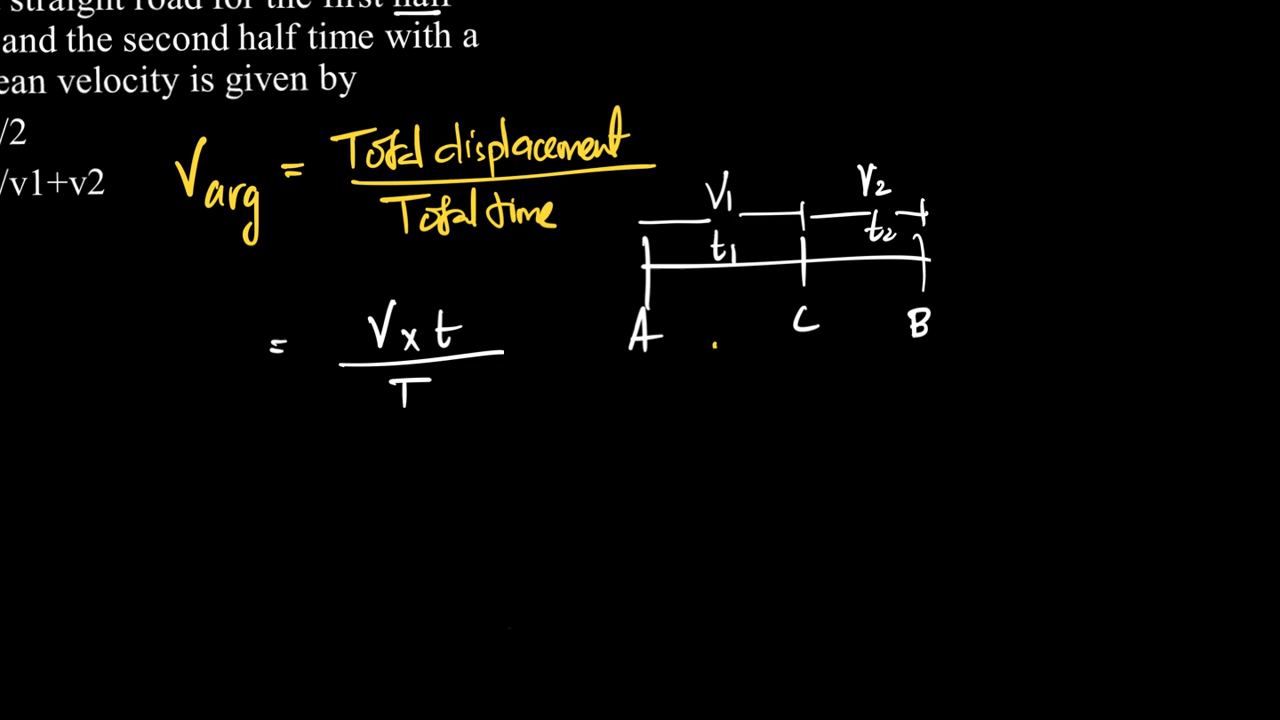 straight road for the first half
and the second half time with a
ean velocity is given by
/2
/v1+v2
Varg = Total displacement
Total time
V1 V2
t1 t2
= V x t
T
A C B